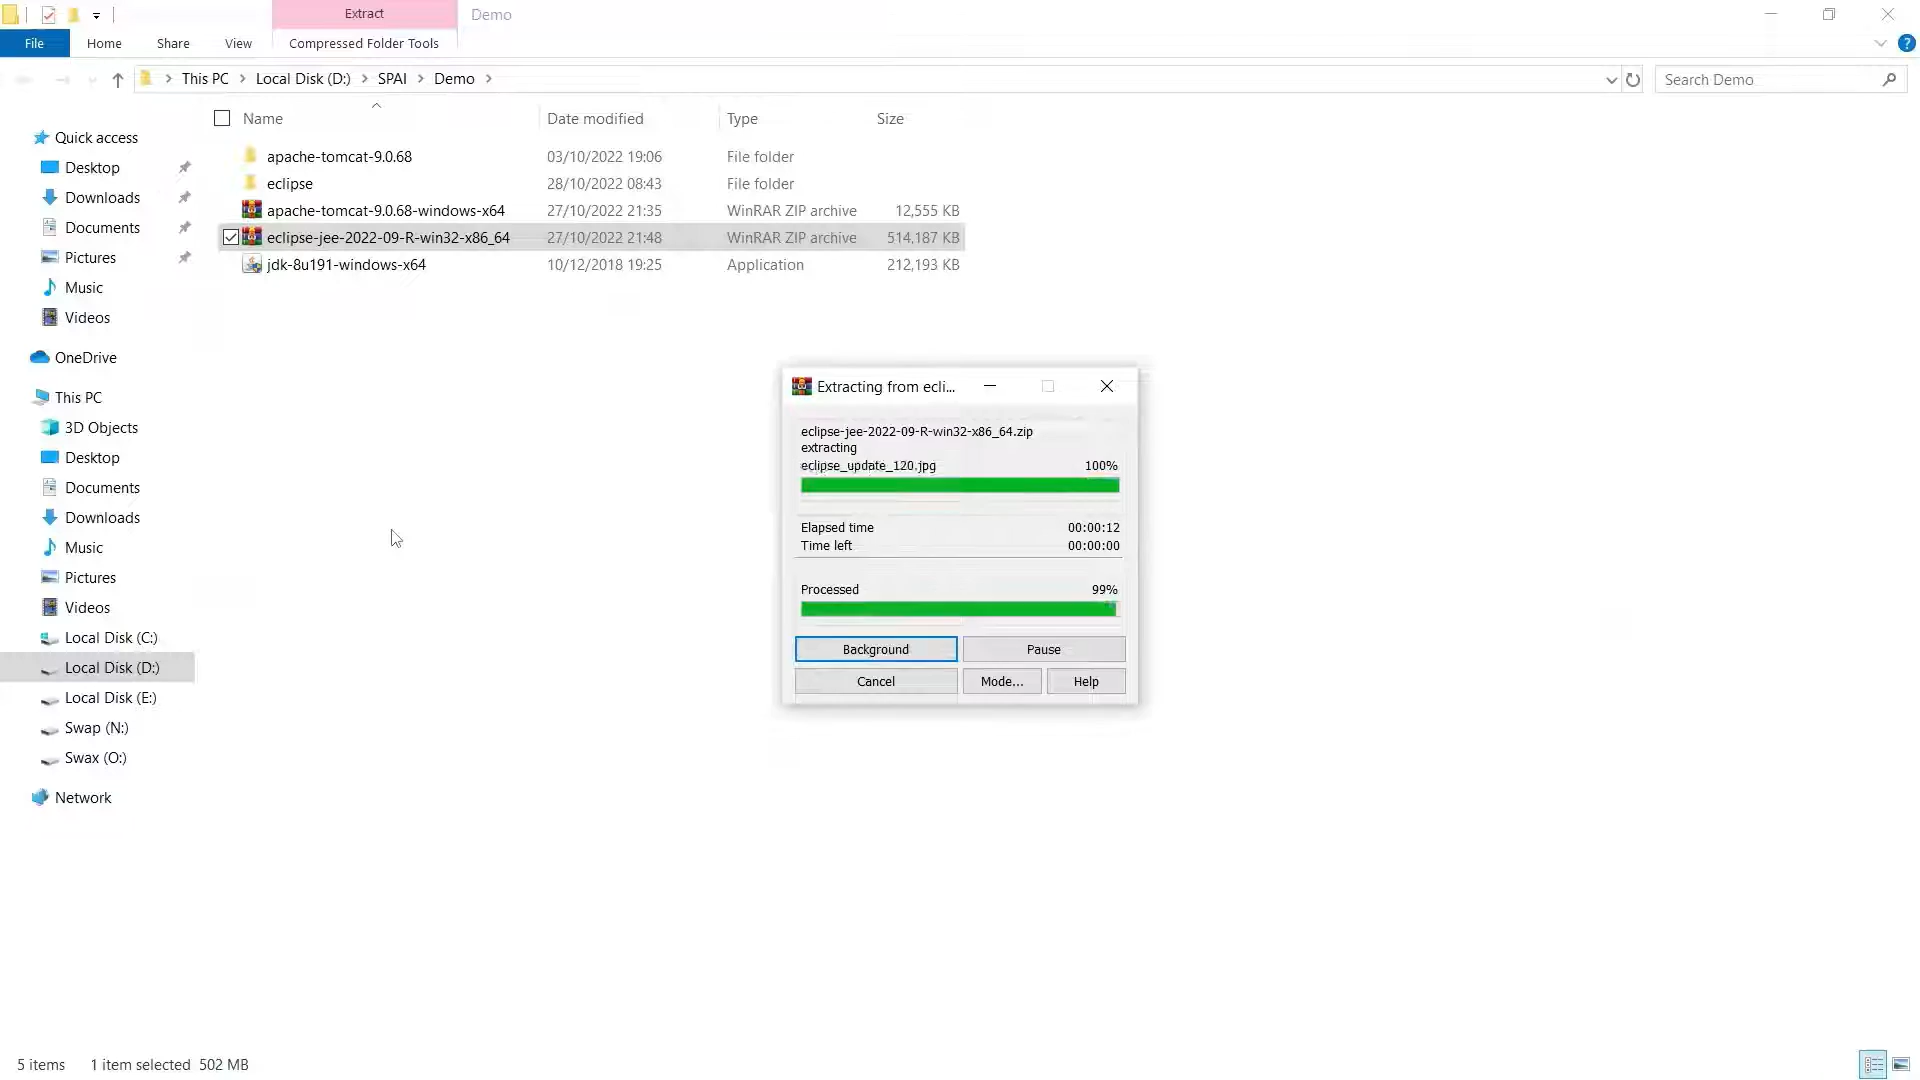 Extract
Demo
File
Home
Share
View
Compressed Folder Tools
This PC
Local Disk (D:)
SPAI
Demo
Search Demo
Name
Date modified
Type
Size
apache-tomcat-9.0.68
03/10/2022 19:06
File folder
eclipse
28/10/2022 08:43
File folder
apache-tomcat-9.0.68-windows-x64
27/10/2022 21:35
WinRAR ZIP archive
12,555 KB
eclipse-jee-2022-09-R-win32-x86_64
27/10/2022 21:48
WinRAR ZIP archive
514,187 KB
jdk-8u191-windows-x64
10/12/2018 19:25
Application
212,193 KB
Quick access
Desktop
Downloads
Documents
Pictures
Music
Videos
OneDrive
This PC
3D Objects
Desktop
Documents
Downloads
Music
Pictures
Videos
Local Disk (C:)
Local Disk (D:)
Local Disk (E:)
Swap (N:)
Swax (O:)
Network
Extracting from ecli...
eclipse-jee-2022-09-R-win32-x86_64.zip
extracting
eclipse_update_120.jpg
100%
Elapsed time
00:00:12
Time left
00:00:00
Processed
99%
Background
Pause
Cancel
Mode...
Help
5 items
1 item selected 502 MB